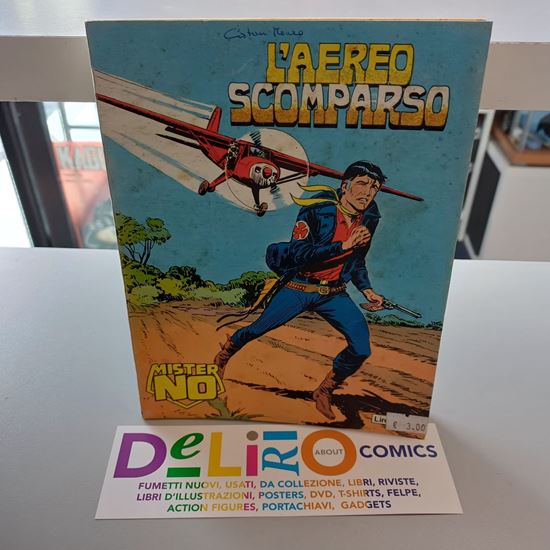 L'AEREO
SCOMPARSO
MISTER
NO
Lire
€ 3.00
DeLiRiO ABOUT COMICS
FUMETTI NUOVI, USATI, DA COLLEZIONE, LIBRI, RIVISTE,
LIBRI D'ILLUSTRAZIONI, POSTERS, DVD, T-SHIRTS, FELPE,
ACTION FIGURES, PORTACHIAVI, GADGETS